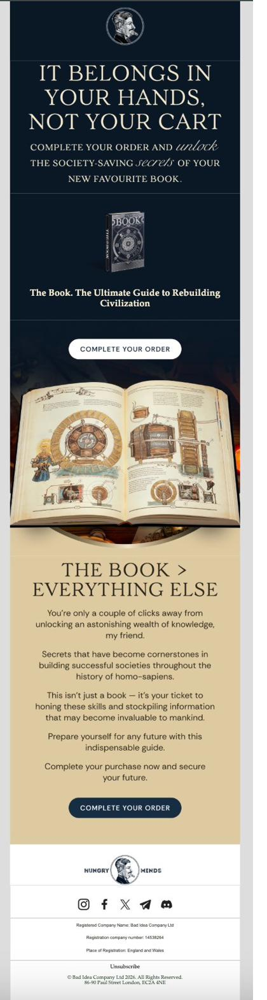 IT BELONGS IN
YOUR HANDS,
NOT YOUR CART
COMPLETE YOUR ORDER AND unlock
THE SOCIETY-SAVING secrets OF YOUR
NEW FAVOURITE BOOK.
THE BOOK
BOOK
The Book. The Ultimate Guide to Rebuilding
Civilization
COMPLETE YOUR ORDER
THE BOOK >
EVERYTHING ELSE
You're only a couple of clicks away from
unlocking an astonishing wealth of knowledge,
my friend.
Secrets that have become cornerstones in
building successful societies throughout the
history of homo-sapiens.
This isn't just a book — it's your ticket to
honing these skills and stockpiling information
that may become invaluable to mankind.
Prepare yourself for any future with this
indispensable guide.
Complete your purchase now and secure
your future.
COMPLETE YOUR ORDER
HUNGRY MINDS
Registered Company Name: Bad Idea Company Ltd
Registration company number: 14538264
Place of Registration: England and Wales
Unsubscribe
© Bad Idea Company Ltd 2026. All Rights Reserved.
86-90 Paul Street London, EC2A 4NE